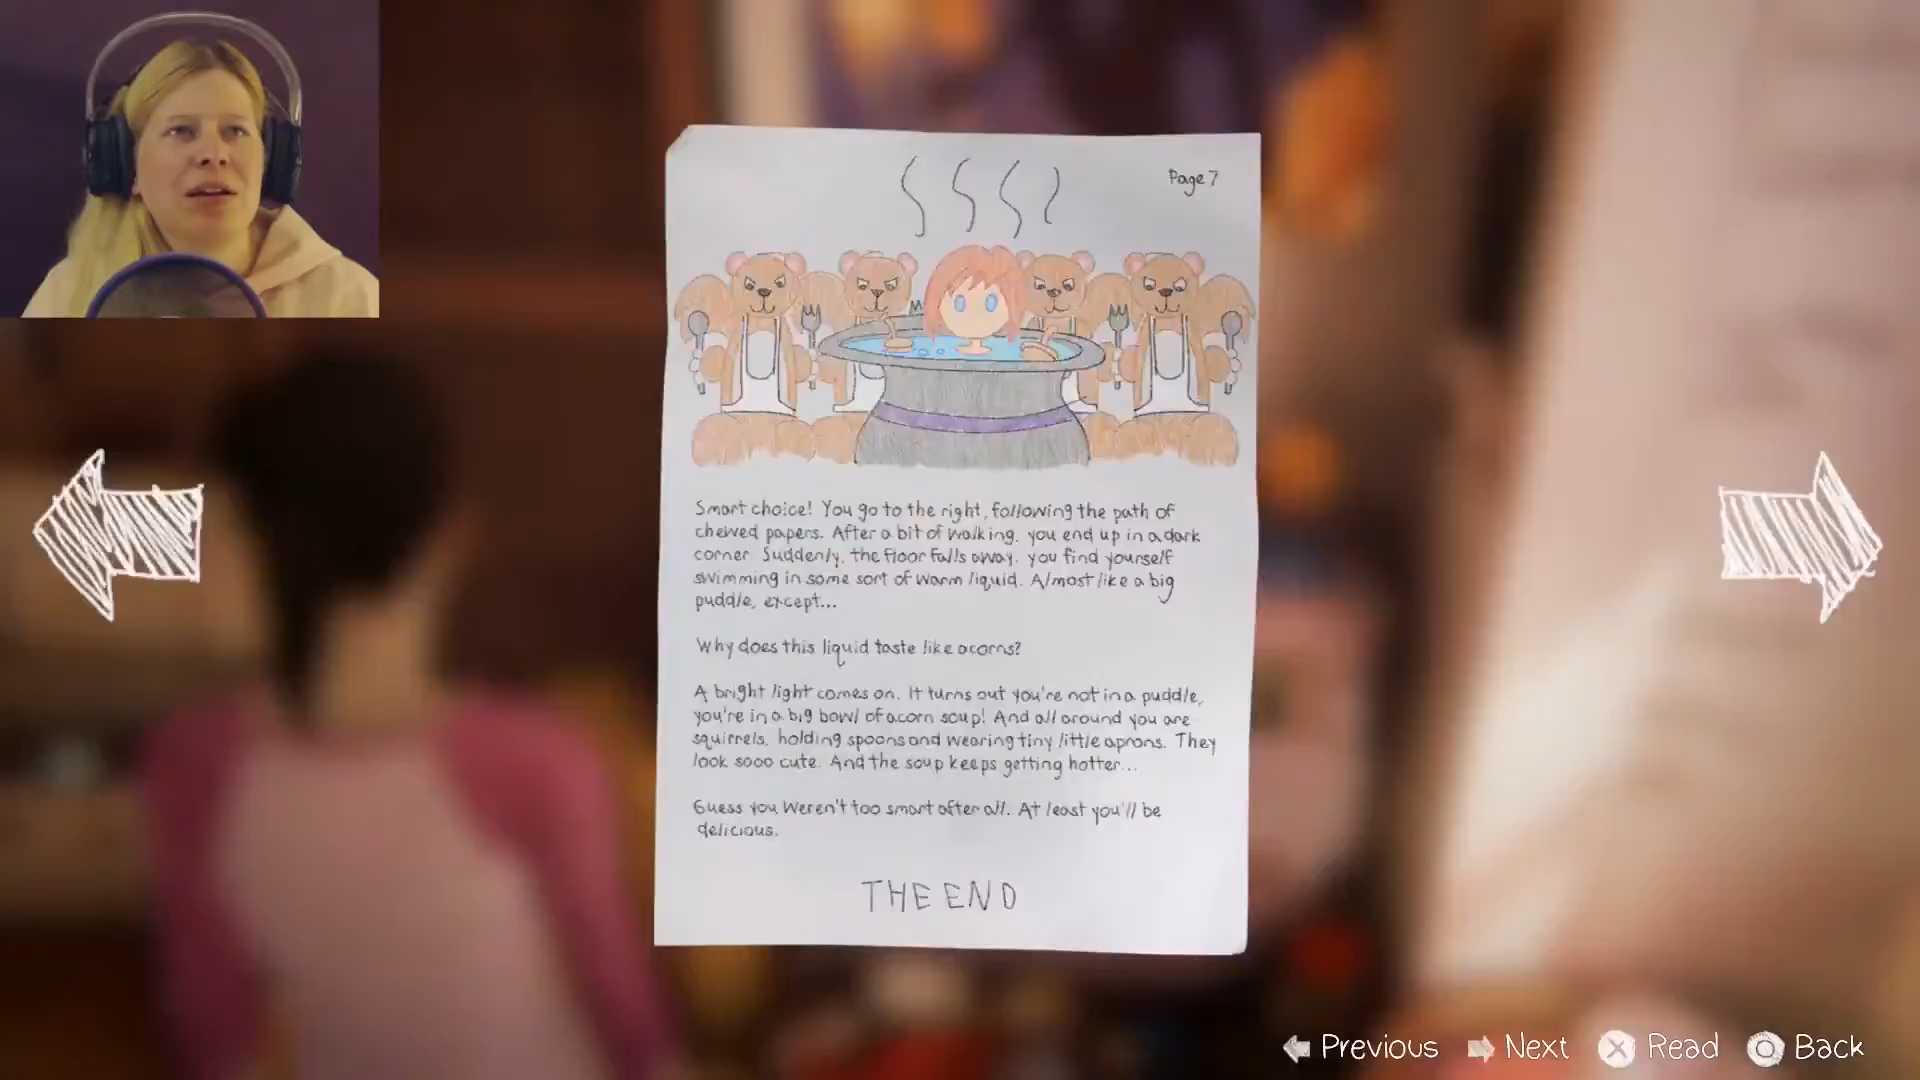 Page 7
Smart choice! You go to the right, following the path of
chewed papers. After a bit of walking, you end up in a dark
corner. Suddenly, the floor falls away. you find yourself
swimming in some sort of warm liquid. Almost like a big
puddle, except...
Why does this liquid taste like acorns?
A bright light comes on. It turns out you're not in a puddle,
you're in a big bowl of acorn soup! And all around you are
squirrels, holding spoons and wearing tiny little aprons. They
look sooo cute. And the soup keeps getting hotter...
Guess you weren't too smart after all. At least you'll be
delicious.
THE END
Previous Next Read Back